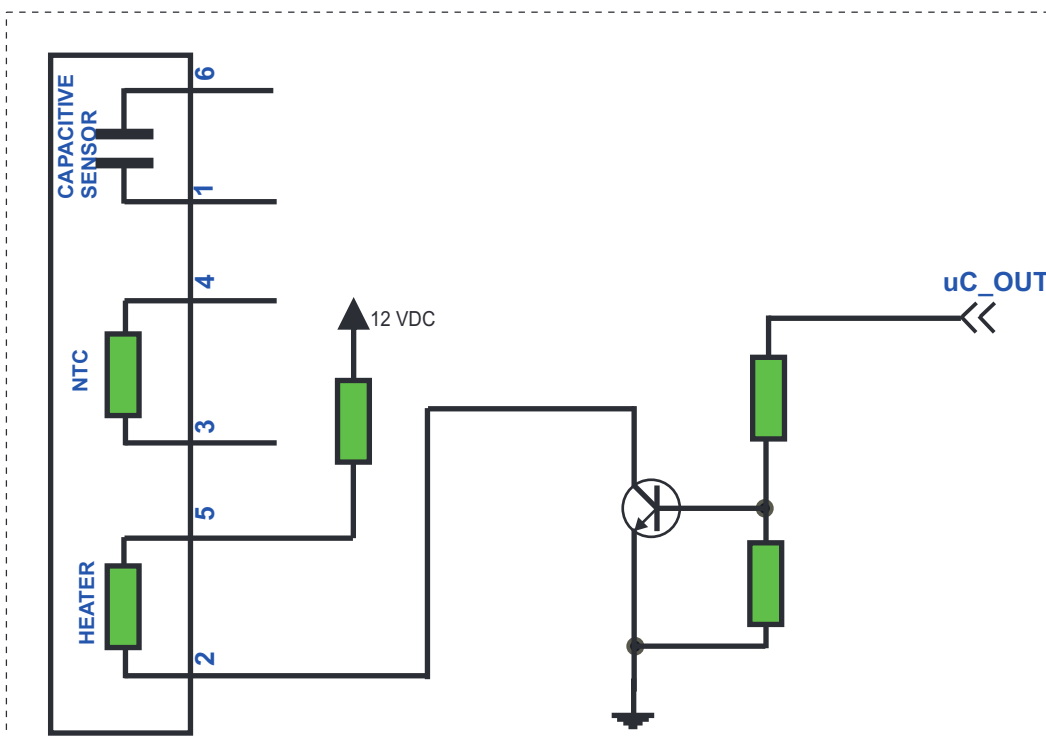 CAPACITIVE
SENSOR
6
1
4
NTC
3
12 VDC
uC_OUT
5
HEATER
2